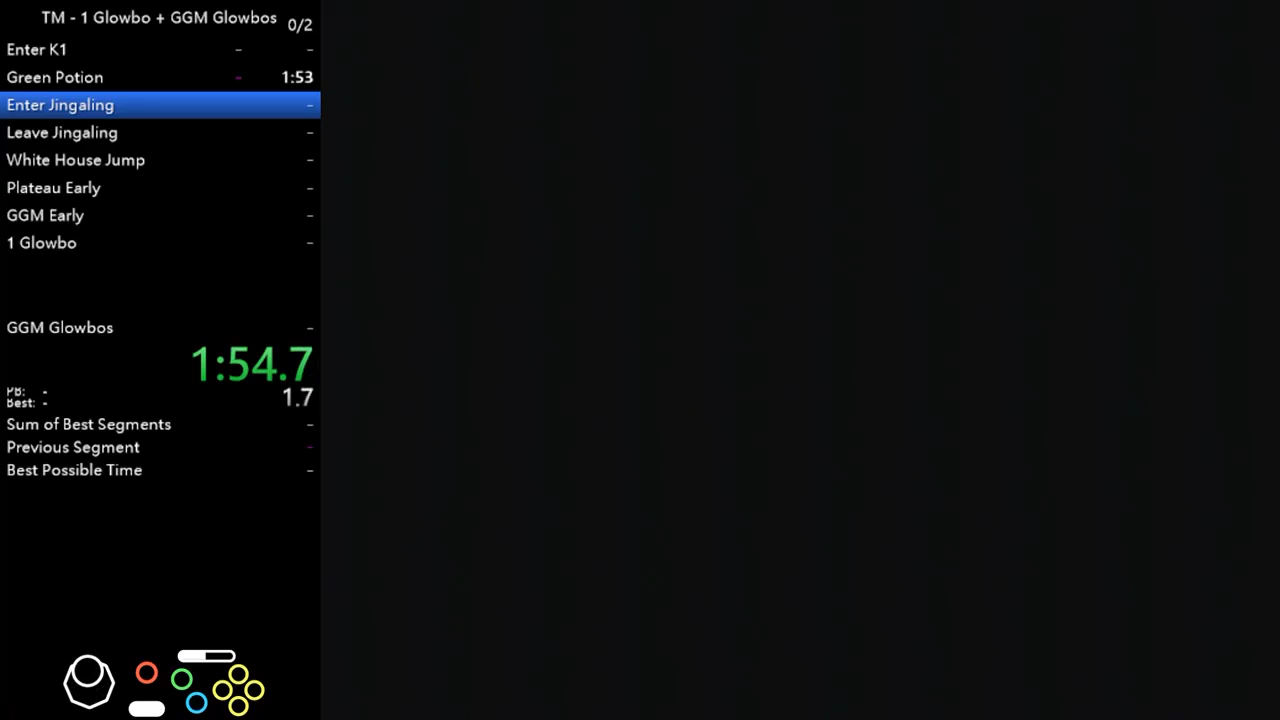 TM - 1 Glowbo + GGM Glowbos 0/2
Enter K1 - -
Green Potion - 1:53
Enter Jingaling -
Leave Jingaling -
White House Jump -
Plateau Early -
GGM Early -
1 Glowbo -
GGM Glowbos -
1:54.7
PB: -
Best: - 1.7
Sum of Best Segments -
Previous Segment -
Best Possible Time -